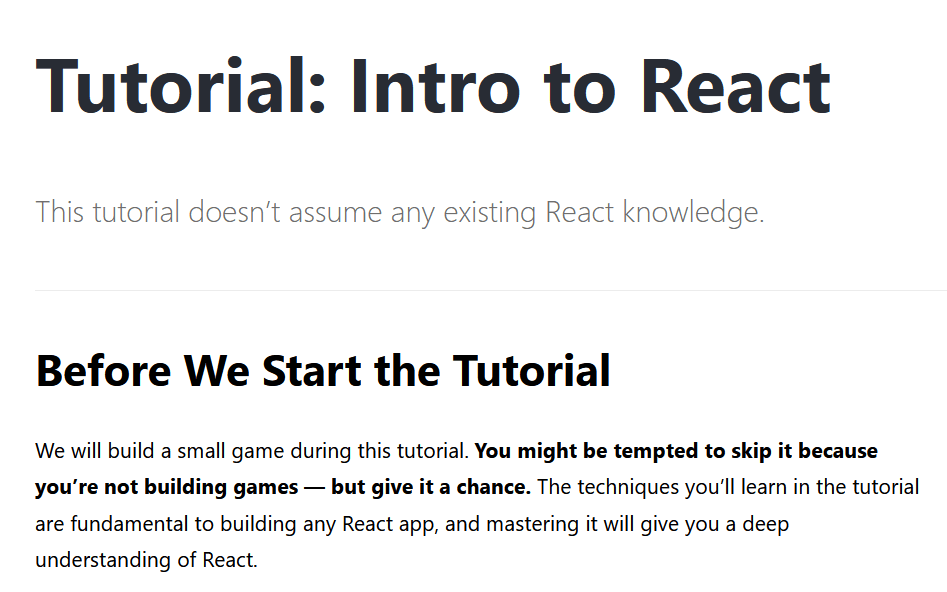 Tutorial: Intro to React
This tutorial doesn’t assume any existing React knowledge.
Before We Start the Tutorial
We will build a small game during this tutorial. You might be tempted to skip it because
you’re not building games — but give it a chance. The techniques you’ll learn in the tutorial
are fundamental to building any React app, and mastering it will give you a deep
understanding of React.